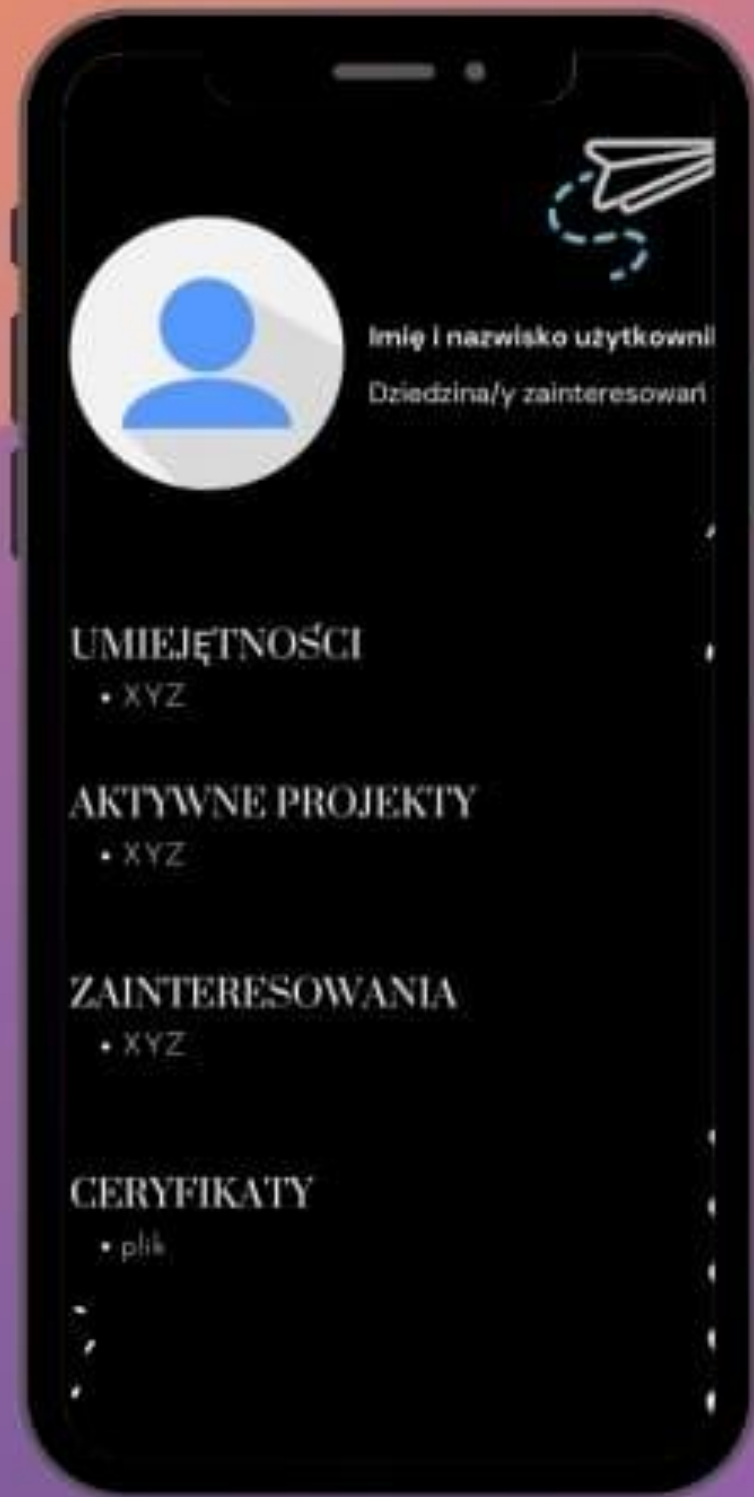 Imię i nazwisko użytkowni
Dziedzina/y zainteresowań
UMIEJĘTNOŚCI
• XYZ
AKTYWNE PROJEKTY
• XYZ
ZAINTERESOWANIA
• XYZ
CERYFIKATY
• plik